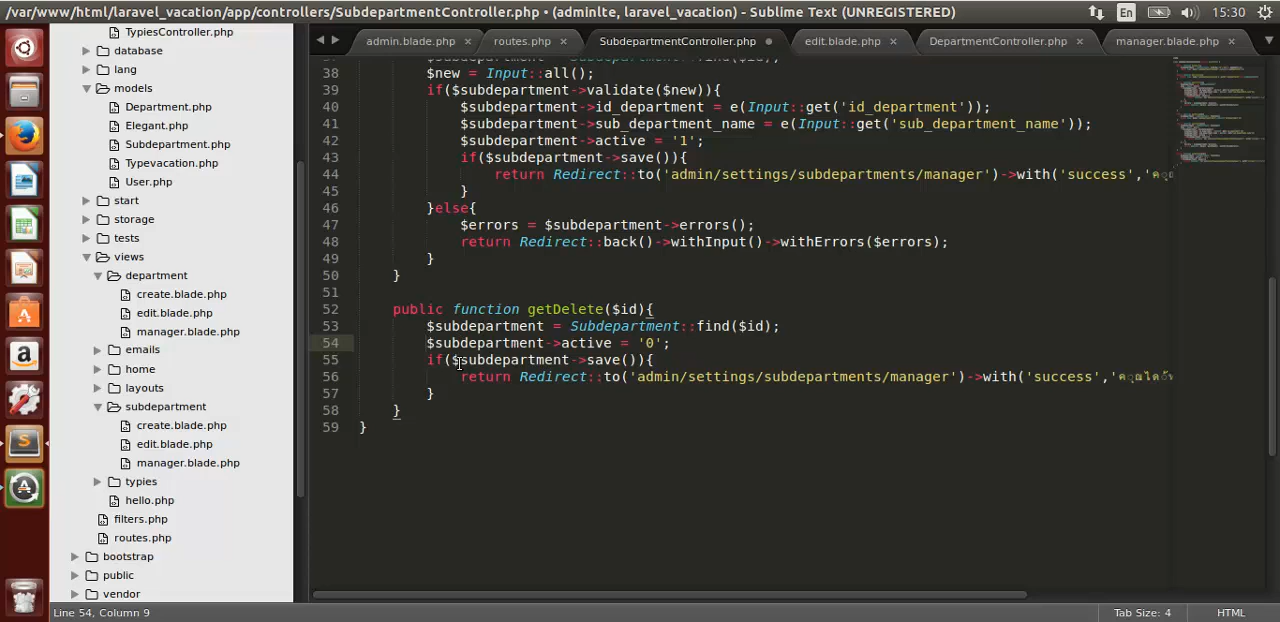 /var/www/html/laravel_vacation/app/controllers/SubdepartmentController.php • (adminlte, laravel_vacation) - Sublime Text (UNREGISTERED)
En
15:30
admin.blade.php ×
routes.php ×
SubdepartmentController.php
edit.blade.php ×
DepartmentController.php ×
manager.blade.php ×
TypiesController.php
database
lang
models
Department.php
Elegant.php
Subdepartment.php
Typevacation.php
User.php
start
storage
tests
views
department
create.blade.php
edit.blade.php
manager.blade.php
emails
home
layouts
subdepartment
create.blade.php
edit.blade.php
manager.blade.php
typies
hello.php
filters.php
routes.php
bootstrap
public
vendor
38 $new = Input::all();
39 if($subdepartment->validate($new)){
40 $subdepartment->id_department = e(Input::get('id_department'));
41 $subdepartment->sub_department_name = e(Input::get('sub_department_name'));
42 $subdepartment->active = '1';
43 if($subdepartment->save()){
44 return Redirect::to('admin/settings/subdepartments/manager')->with('success','
45 }
46 }else{
47 $errors = $subdepartment->errors();
48 return Redirect::back()->withInput()->withErrors($errors);
49 }
50 }
51
52 public function getDelete($id){
53 $subdepartment = Subdepartment::find($id);
54 $subdepartment->active = '0';
55 if($subdepartment->save()){
56 return Redirect::to('admin/settings/subdepartments/manager')->with('success','
57 }
58 }
59 }
Line 54, Column 9
Tab Size: 4
HTML